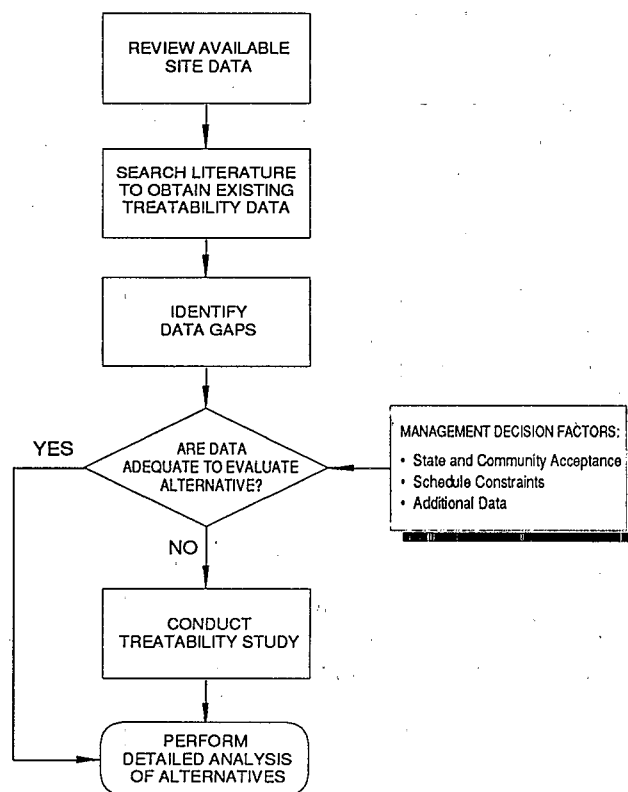 REVIEW AVAILABLE
SITE DATA
SEARCH LITERATURE
TO OBTAIN EXISTING
TREATABILITY DATA
IDENTIFY
DATA GAPS
YES
ARE DATA
ADEQUATE TO EVALUATE
ALTERNATIVE?
MANAGEMENT DECISION FACTORS:
• State and Community Acceptance
• Schedule Constraints
• Additional Data
NO
CONDUCT
TREATABILITY STUDY
PERFORM
DETAILED ANALYSIS
OF ALTERNATIVES